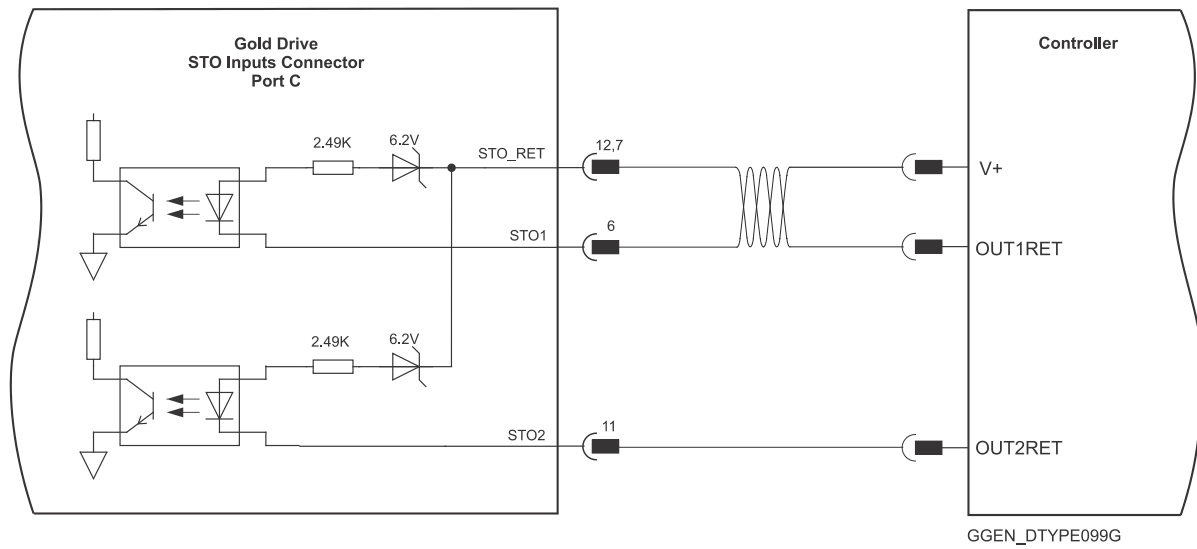 Gold Drive
STO Inputs Connector
Port C
Controller
2.49K
6.2V
STO_RET
12,7
V+
STO1
6
OUT1RET
2.49K
6.2V
STO2
11
OUT2RET
GGEN_DTYPE099G